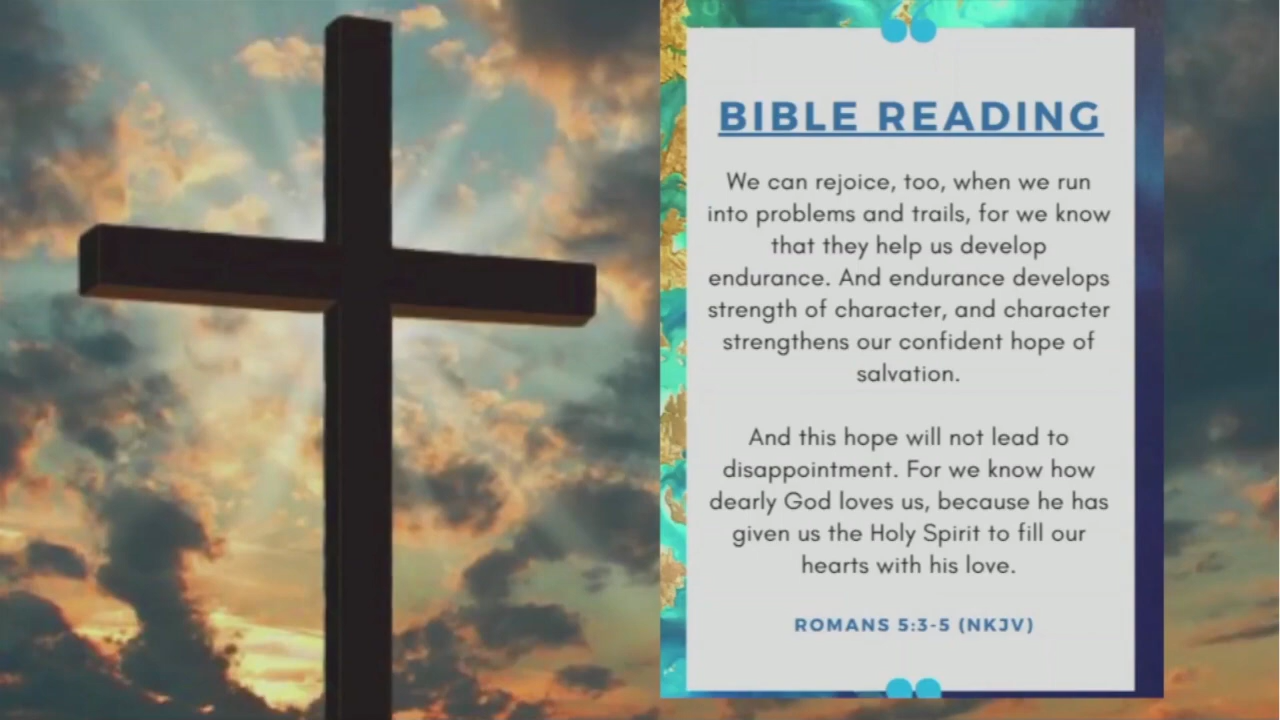 BIBLE READING
We can rejoice, too, when we run
into problems and trails, for we know
that they help us develop
endurance. And endurance develops
strength of character, and character
strengthens our confident hope of
salvation.
And this hope will not lead to
disappointment. For we know how
dearly God loves us, because he has
given us the Holy Spirit to fill our
hearts with his love.
ROMANS 5:3-5 (NKJV)